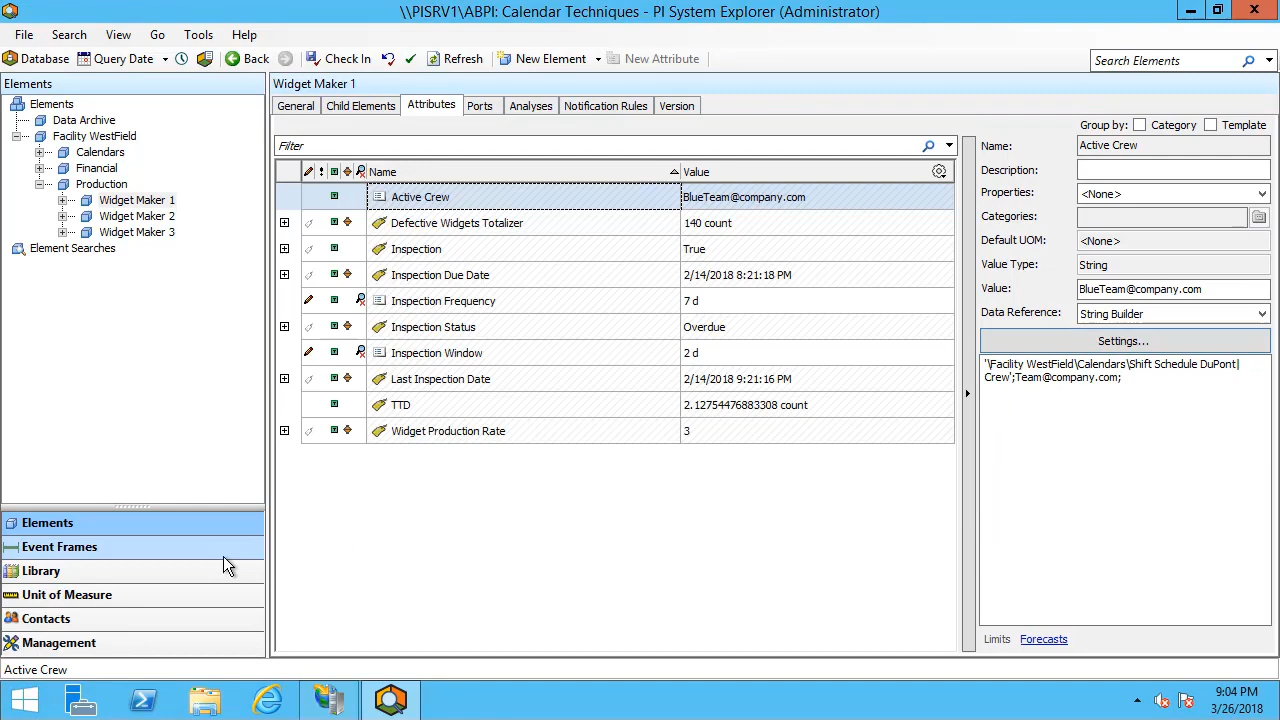 \\PISRV1\ABPI: Calendar Techniques - PI System Explorer (Administrator)
File Search View Go Tools Help
Database Query Date Back Check In Refresh New Element New Attribute Search Elements
Elements
Elements
Data Archive
Facility WestField
Calendars
Financial
Production
Widget Maker 1
Widget Maker 2
Widget Maker 3
Element Searches
Elements
Event Frames
Library
Unit of Measure
Contacts
Management
Widget Maker 1
General Child Elements Attributes Ports Analyses Notification Rules Version
Group by: Category Template
Filter
Name Value
Active Crew BlueTeam@company.com
Defective Widgets Totalizer 140 count
Inspection True
Inspection Due Date 2/14/2018 8:21:18 PM
Inspection Frequency 7 d
Inspection Status Overdue
Inspection Window 2 d
Last Inspection Date 2/14/2018 9:21:16 PM
TTD 2.12754476883308 count
Widget Production Rate 3
Name: Active Crew
Description:
Properties: <None>
Categories:
Default UOM: <None>
Value Type: String
Value: BlueTeam@company.com
Data Reference: String Builder
Settings...
'\Facility WestField\Calendars\Shift Schedule DuPont|
Crew';Team@company.com;
Limits Forecasts
Active Crew
9:04 PM
3/26/2018